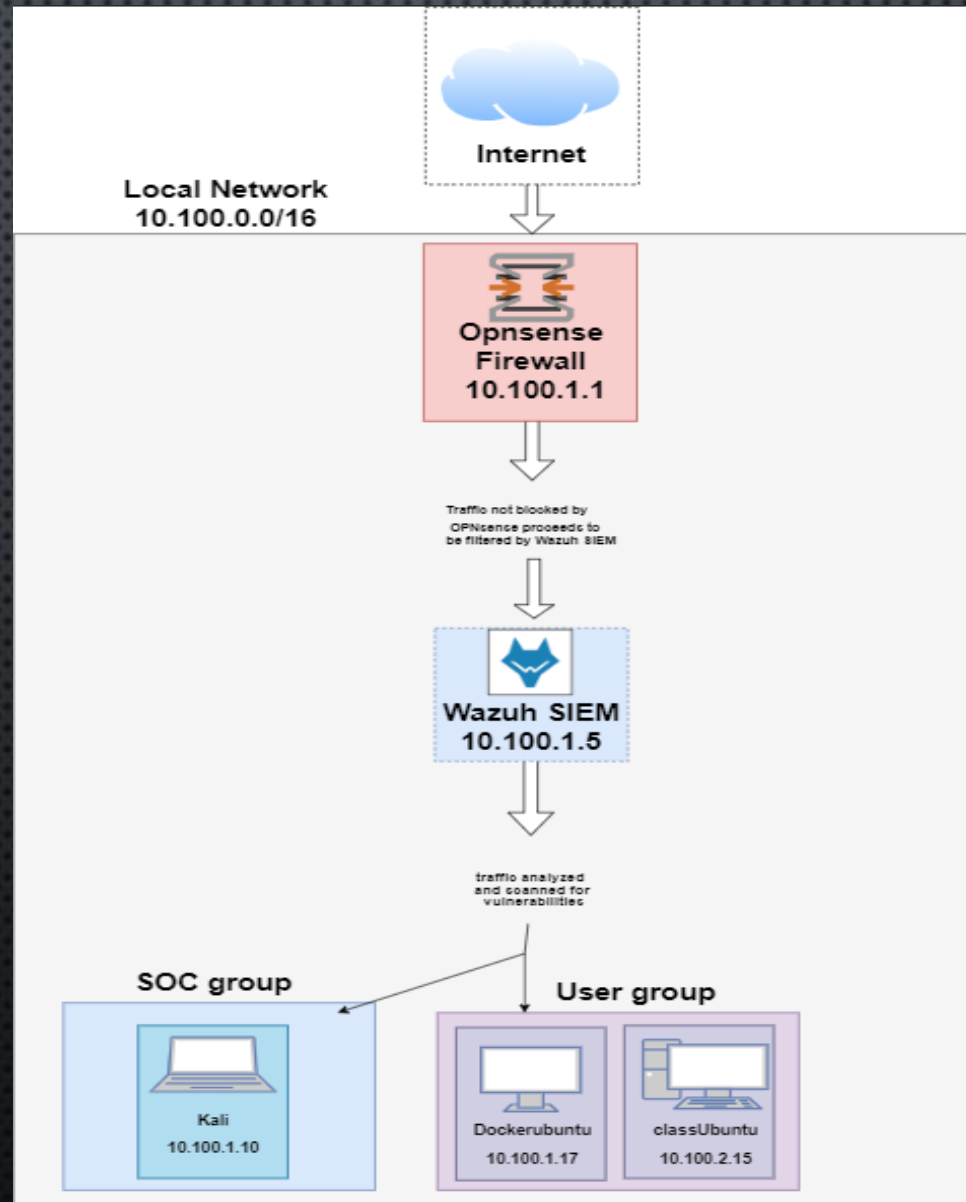 Internet
Local Network
10.100.0.0/16
Opnsense
Firewall
10.100.1.1
Traffic not blocked by
OPNsense proceeds to
be filtered by Wazuh SIEM
Wazuh SIEM
10.100.1.5
traffic analyzed
and scanned for
vulnerabilities
SOC group
User group
Kali
10.100.1.10
Dockerubuntu
10.100.1.17
classUbuntu
10.100.2.15